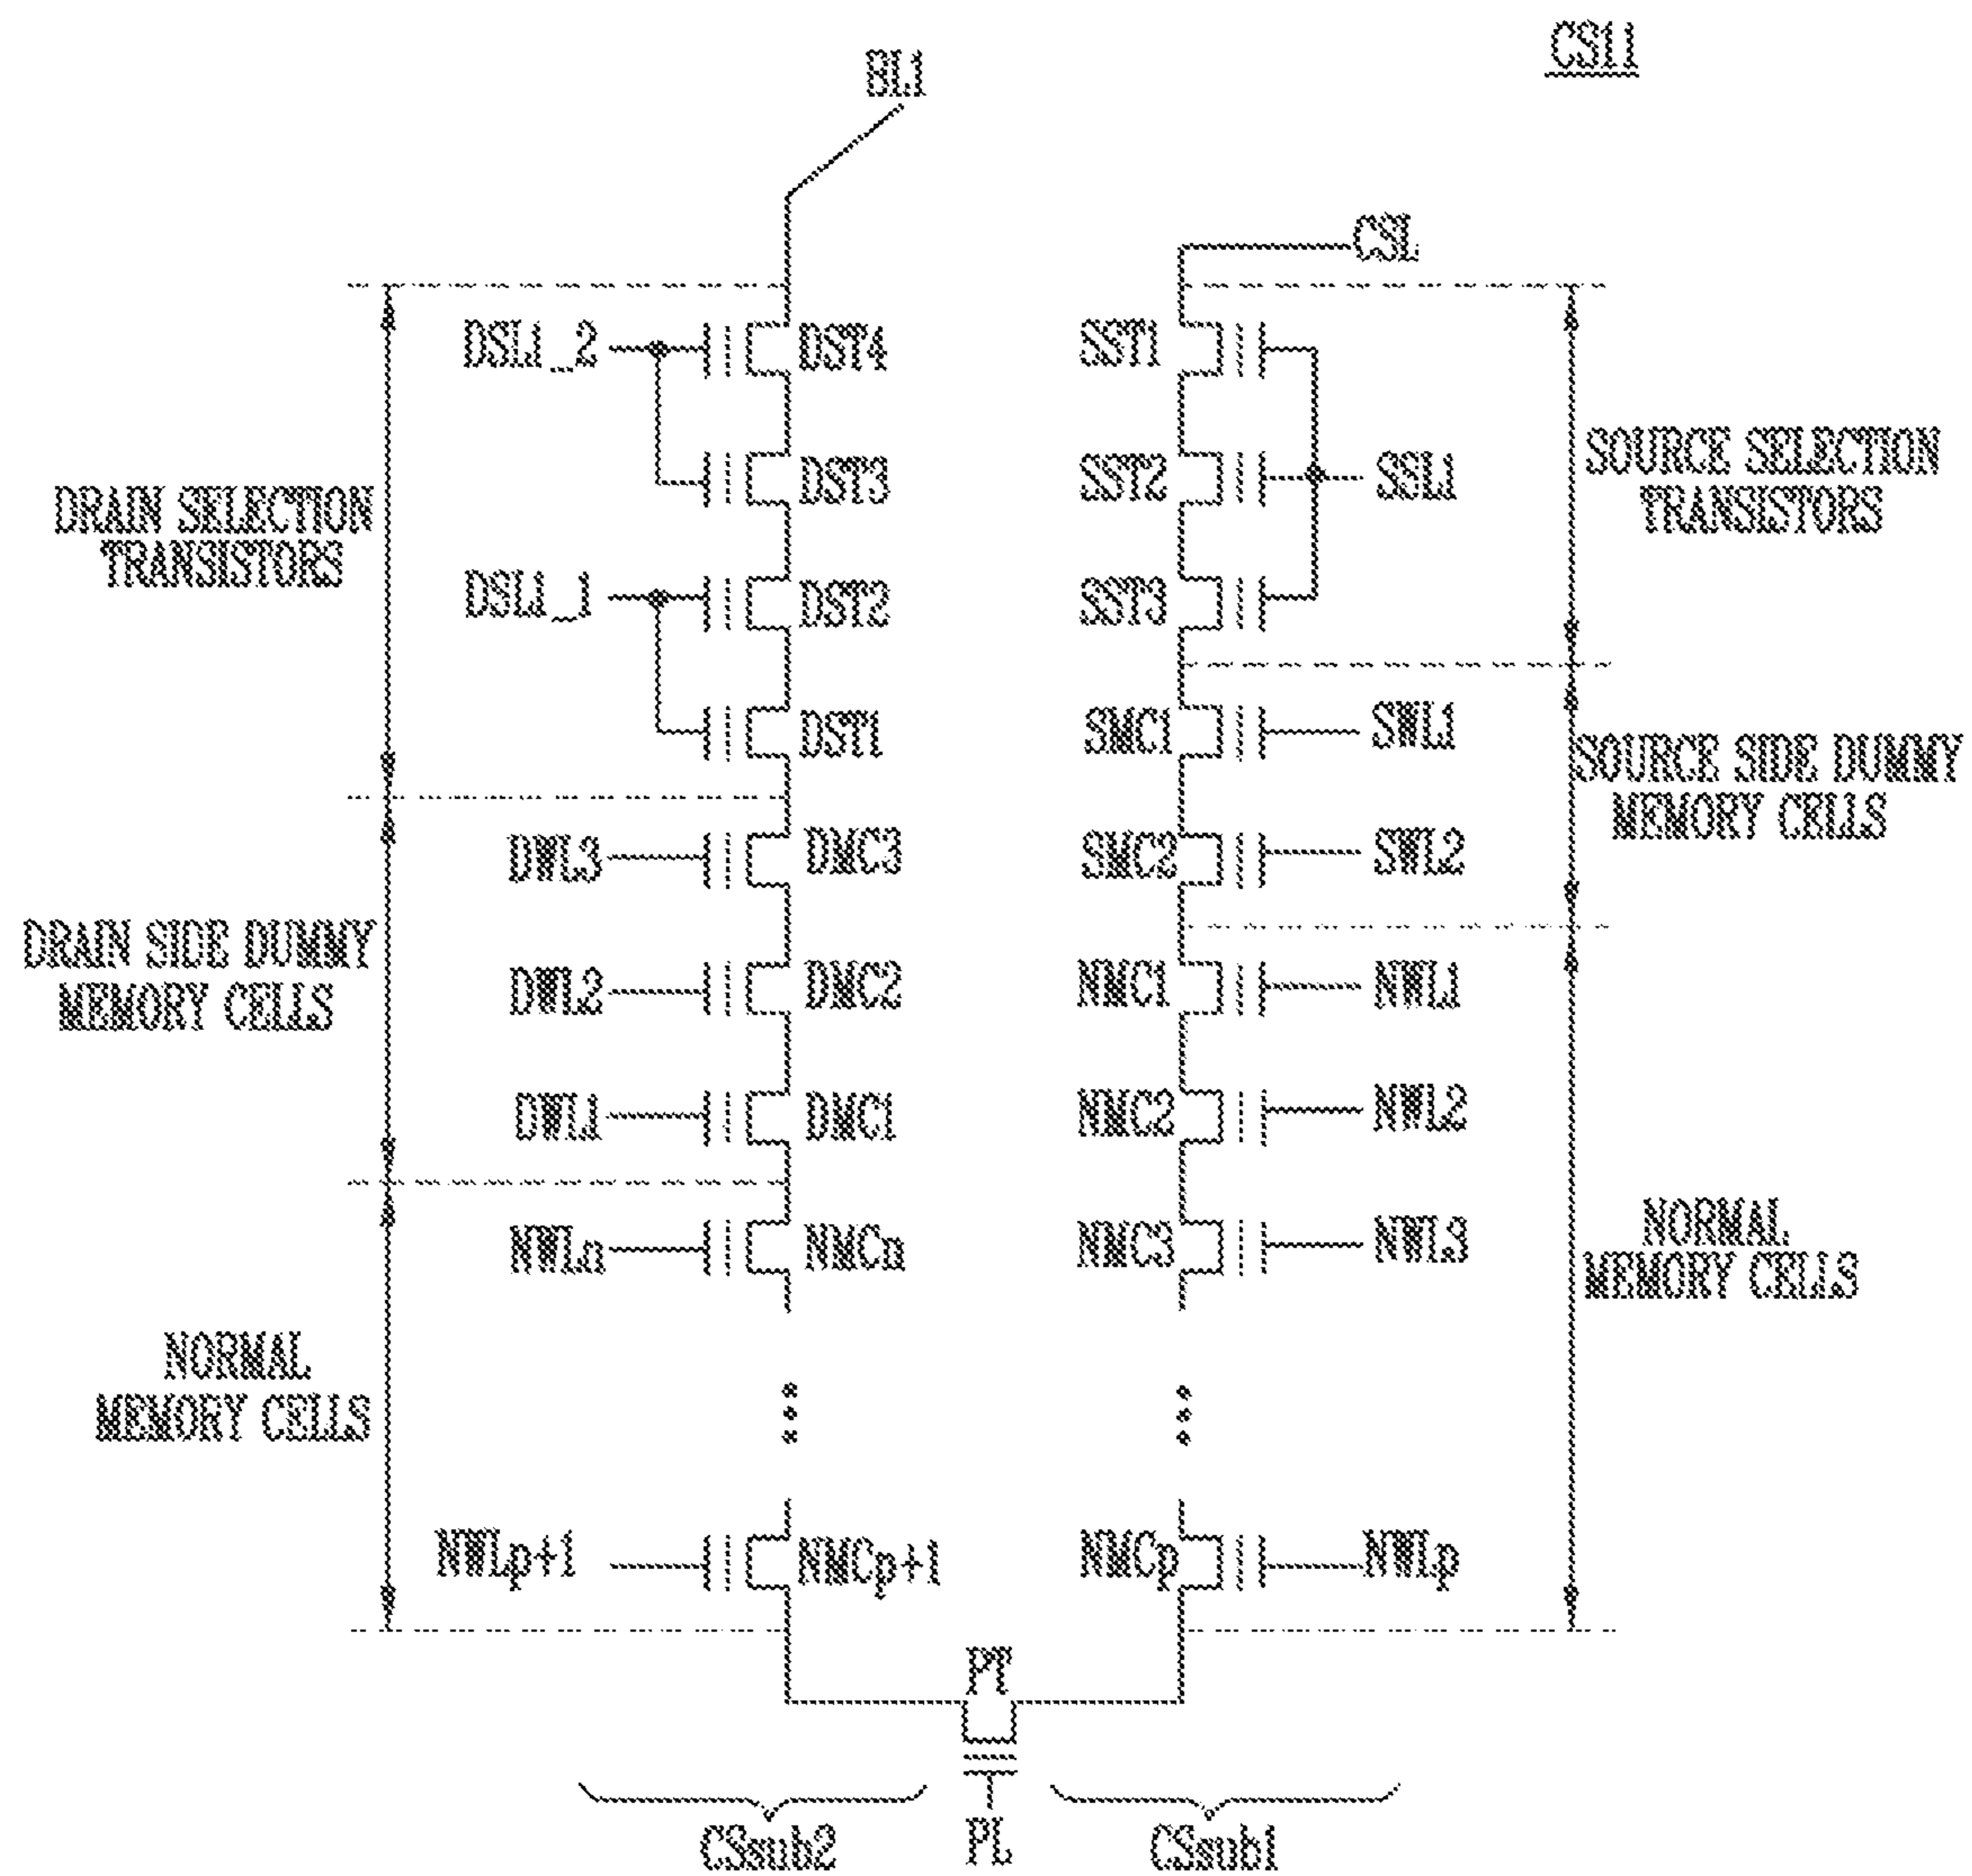 CS11
BL1
CSL
DSL1_2
DST4
SST1
DST3
SST2
SSL1
SOURCE SELECTION
TRANSISTORS
DRAIN SELECTION
TRANSISTORS
DSL1_1
DST2
SST3
DST1
SMC1
SWL1
SOURCE SIDE DUMMY
MEMORY CELLS
DWL3
DMC3
SMC2
SWL2
DRAIN SIDE DUMMY
MEMORY CELLS
DWL2
DMC2
NMC1
NWL1
DWL1
DMC1
NMC2
NWL2
NWLn
NMCn
NMC3
NWL3
NORMAL
MEMORY CELLS
NORMAL
MEMORY CELLS
NWLp+1
NMCp+1
NMCp
NWLp
PT
CSsub2
PL
CSsub1